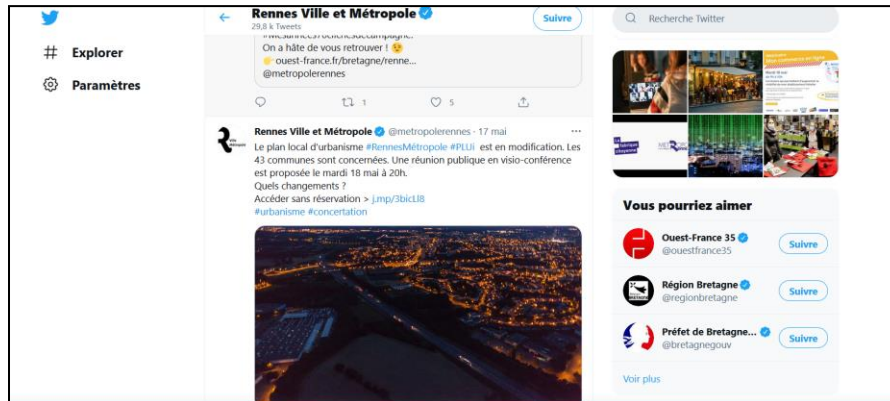 Explorer
Paramètres
Rennes Ville et Métropole
29,8 k Tweets
Suivre
On a hâte de vous retrouver !
ouest-france.fr/bretagne/renne...
@metropolerennes
1
5
Rennes Ville et Métropole @metropolerennes · 17 mai
Le plan local d'urbanisme #RennesMétropole #PLUi est en modification. Les
43 communes sont concernées. Une réunion publique en visio-conférence
est proposée le mardi 18 mai à 20h.
Quels changements ?
Accéder sans réservation >
#urbanisme #concertation
Recherche Twitter
Vous pourriez aimer
Ouest-France 35
@ouestfrance35
Suivre
Région Bretagne
@regionbretagne
Suivre
Préfet de Bretagne...
@bretagnegouv
Suivre
Voir plus